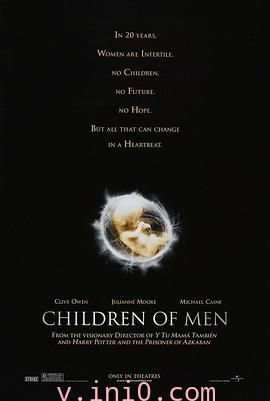 IN 20 YEARS,
WOMEN ARE INFERTILE.
NO CHILDREN.
NO FUTURE.
NO HOPE.
BUT ALL THAT CAN CHANGE
IN A HEARTBEAT.
CLIVE OWEN JULIANNE MOORE MICHAEL CAINE
CHILDREN OF MEN
FROM THE VISIONARY DIRECTOR OF Y TU MAMÁ TAMBIÉN
AND HARRY POTTER AND THE PRISONER OF AZKABAN
ONLY IN THEATRES
v.ini0.com